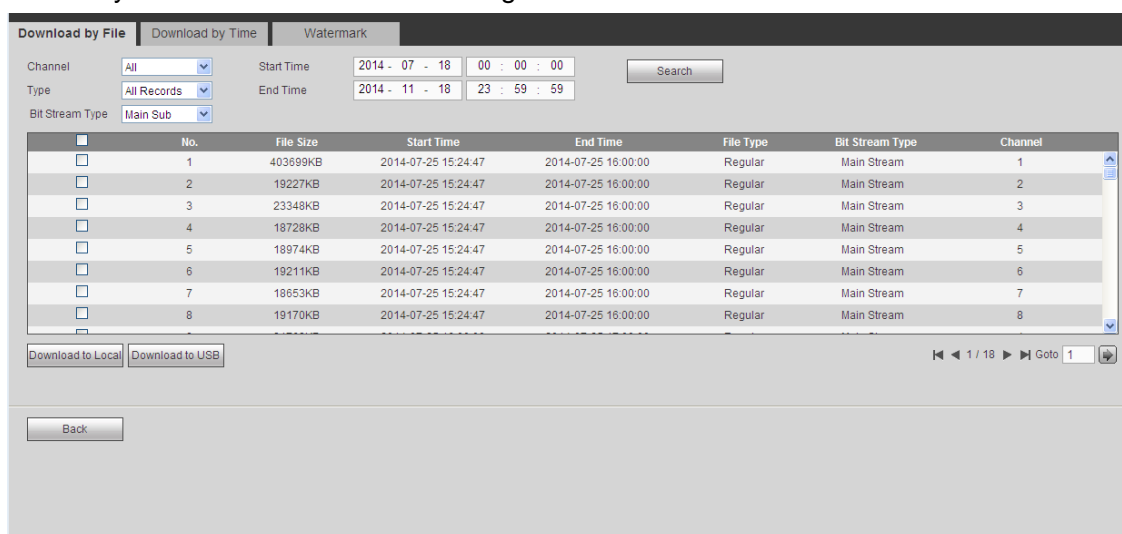 Download by File Download by Time Watermark
Channel All Start Time 2014 - 07 - 18 00 : 00 : 00 Search
Type All Records End Time 2014 - 11 - 18 23 : 59 : 59
Bit Stream Type Main Sub
No. File Size Start Time End Time File Type Bit Stream Type Channel
1 403699KB 2014-07-25 15:24:47 2014-07-25 16:00:00 Regular Main Stream 1
2 19227KB 2014-07-25 15:24:47 2014-07-25 16:00:00 Regular Main Stream 2
3 23348KB 2014-07-25 15:24:47 2014-07-25 16:00:00 Regular Main Stream 3
4 18728KB 2014-07-25 15:24:47 2014-07-25 16:00:00 Regular Main Stream 4
5 18974KB 2014-07-25 15:24:47 2014-07-25 16:00:00 Regular Main Stream 5
6 19211KB 2014-07-25 15:24:47 2014-07-25 16:00:00 Regular Main Stream 6
7 18653KB 2014-07-25 15:24:47 2014-07-25 16:00:00 Regular Main Stream 7
8 19170KB 2014-07-25 15:24:47 2014-07-25 16:00:00 Regular Main Stream 8
Download to Local Download to USB 1 / 18 Goto 1
Back